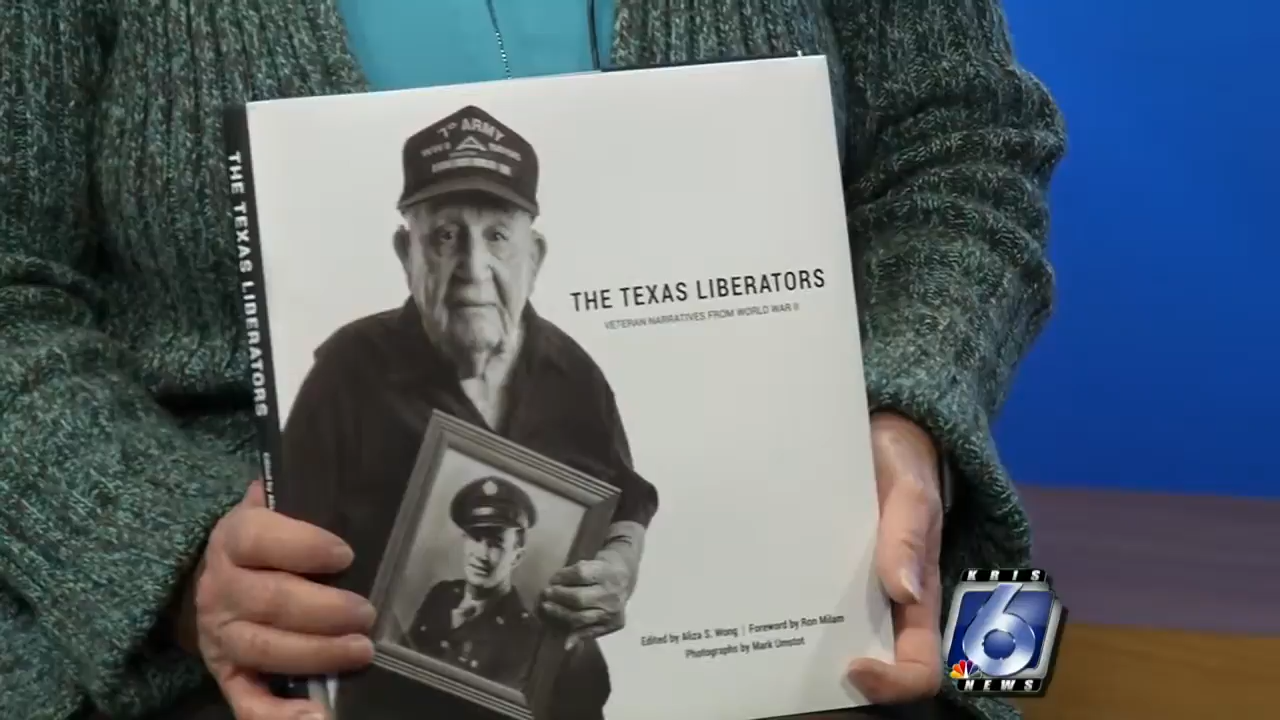 7th ARMY
THE TEXAS LIBERATORS
THE TEXAS LIBERATORS
VETERAN NARRATIVES FROM WORLD WAR II
Edited by Aliza S. Wong | Foreword by Ron Milam
Photographs by Mark Umstot
KRIS
6
NEWS